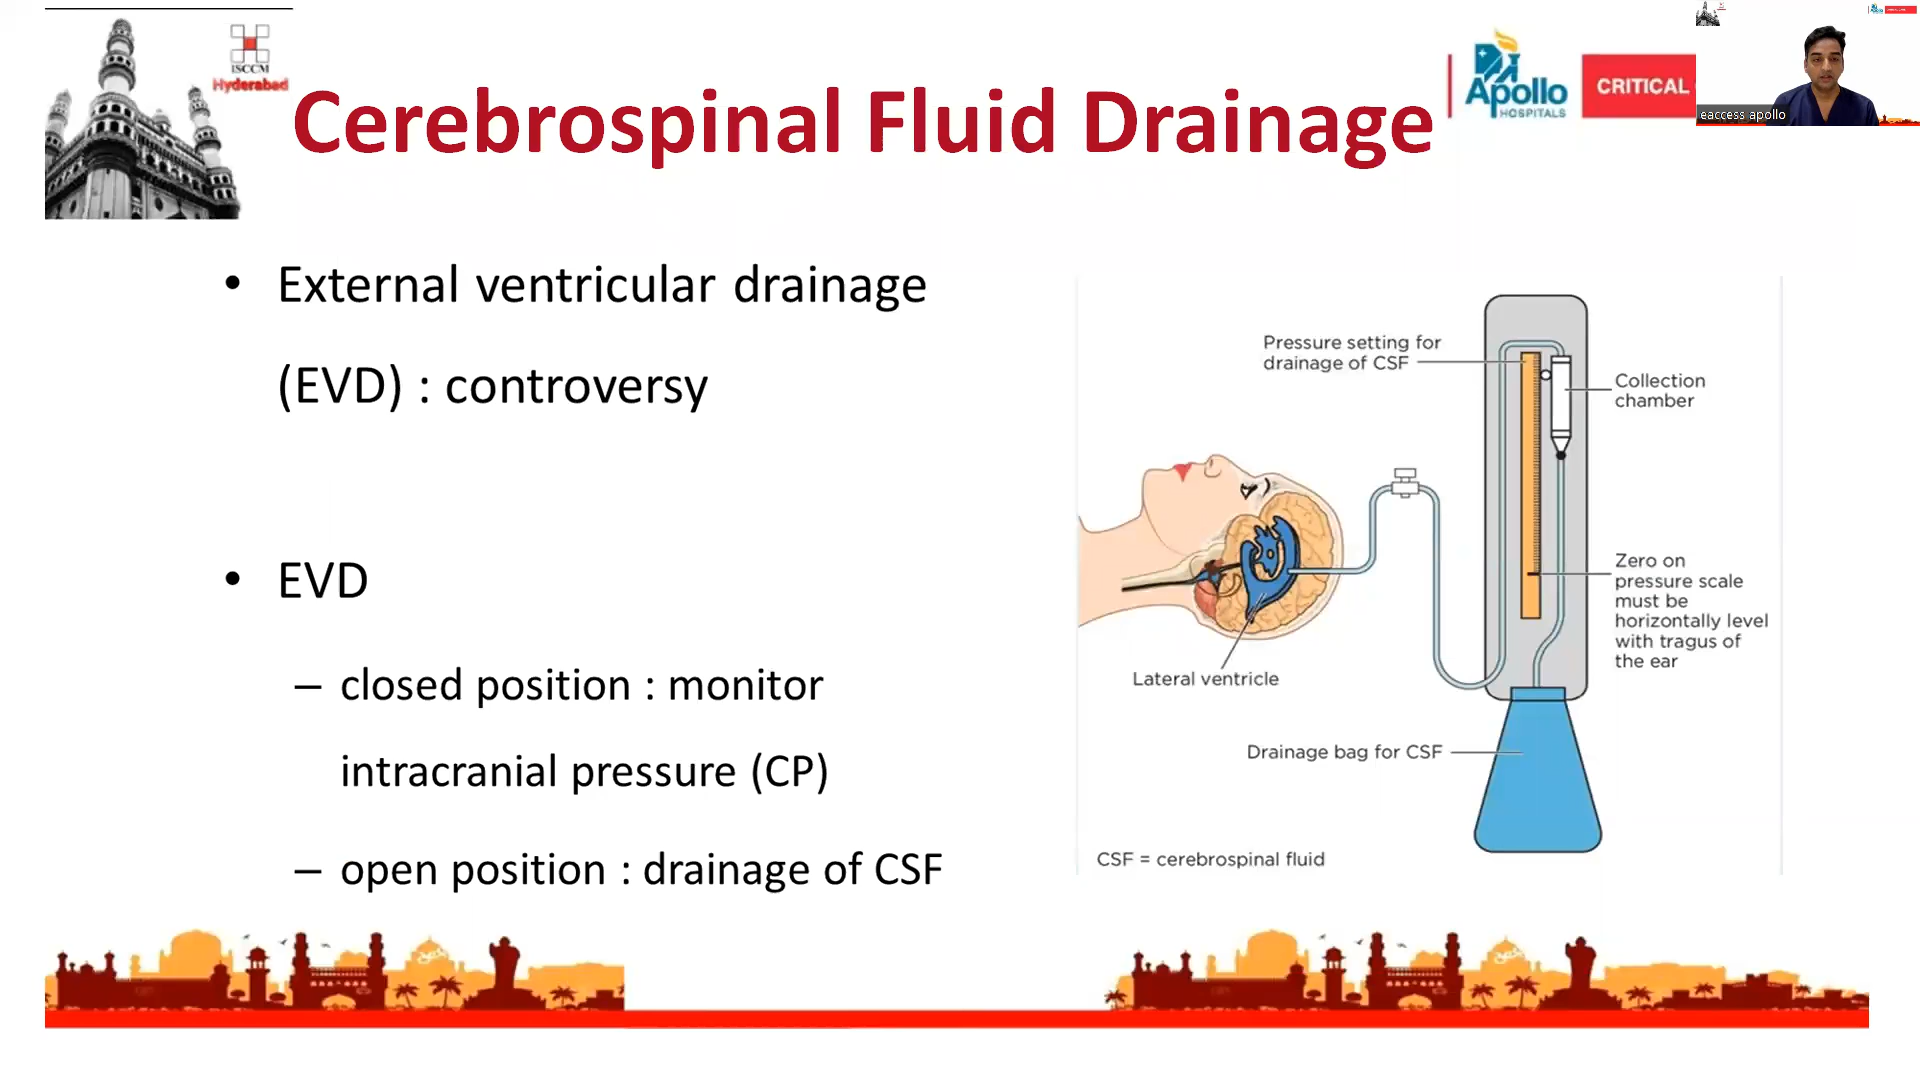 iSCCM
Hyderabad
Cerebrospinal Fluid Drainage
Apollo
HOSPITALS
CRITICAL
eaccess apollo
• External ventricular drainage
(EVD) : controversy
• EVD
– closed position : monitor
intracranial pressure (CP)
– open position : drainage of CSF
Pressure setting for
drainage of CSF
Collection
chamber
Zero on
pressure scale
must be
horizontally level
with tragus of
the ear
Lateral ventricle
Drainage bag for CSF
CSF = cerebrospinal fluid